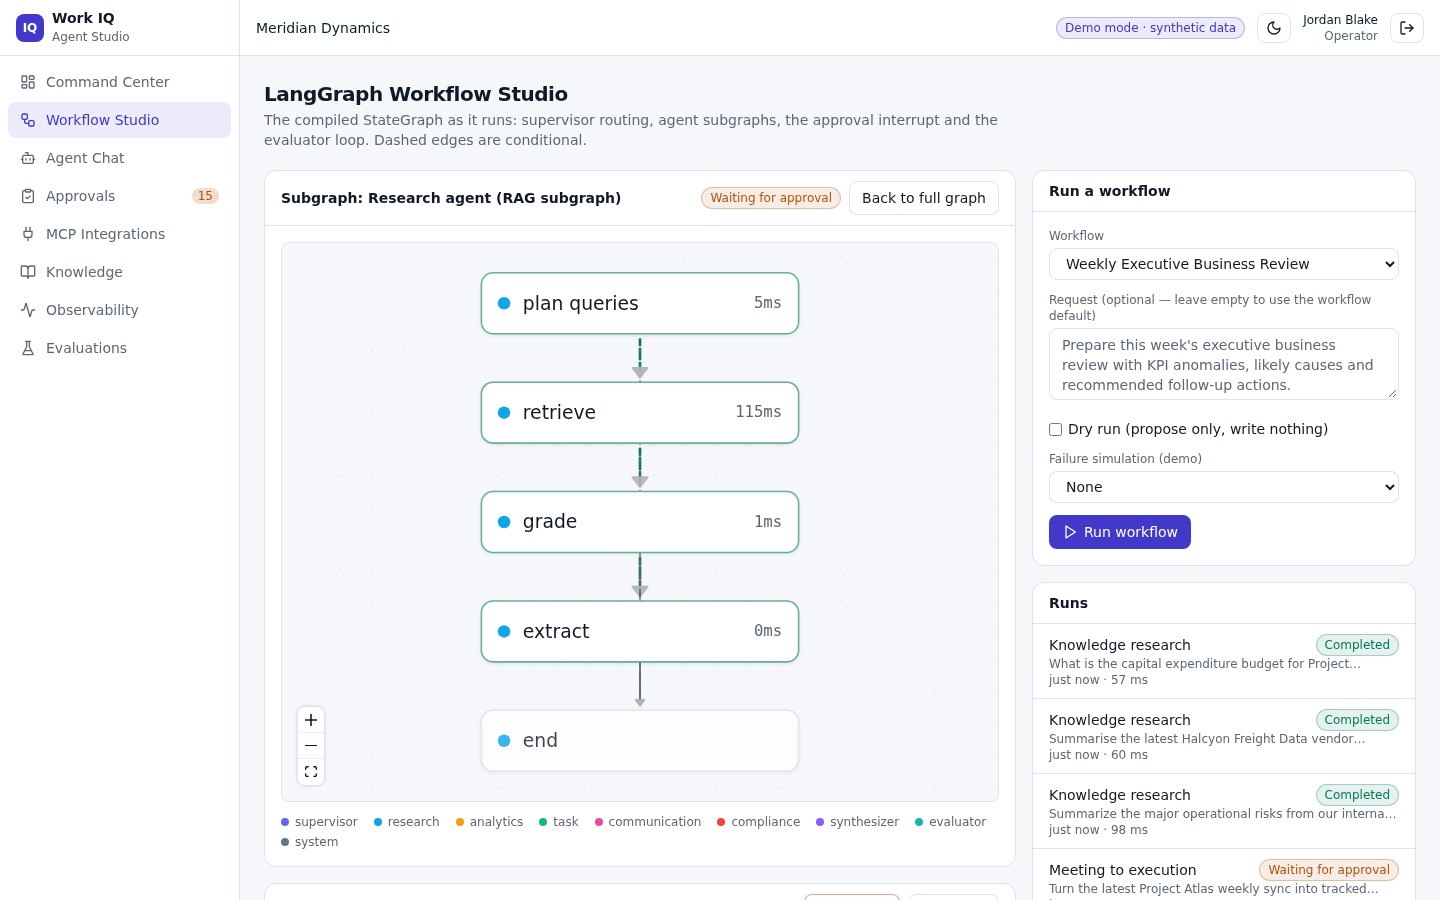 IQ
Work IQ
Agent Studio
Meridian Dynamics
Demo mode · synthetic data
Jordan Blake
Operator
Command Center
Workflow Studio
Agent Chat
Approvals
15
MCP Integrations
Knowledge
Observability
Evaluations
LangGraph Workflow Studio
The compiled StateGraph as it runs: supervisor routing, agent subgraphs, the approval interrupt and the
evaluator loop. Dashed edges are conditional.
Subgraph: Research agent (RAG subgraph)
Waiting for approval
Back to full graph
plan queries
5ms
retrieve
115ms
grade
1ms
extract
0ms
end
supervisor
research
analytics
task
communication
compliance
synthesizer
evaluator
system
Run a workflow
Workflow
Weekly Executive Business Review
Request (optional — leave empty to use the workflow
default)
Prepare this week's executive business
review with KPI anomalies, likely causes and
recommended follow-up actions.
Dry run (propose only, write nothing)
Failure simulation (demo)
None
Run workflow
Runs
Knowledge research
Completed
What is the capital expenditure budget for Project…
just now · 57 ms
Knowledge research
Completed
Summarise the latest Halcyon Freight Data vendor…
just now · 60 ms
Knowledge research
Completed
Summarize the major operational risks from our interna…
just now · 98 ms
Meeting to execution
Waiting for approval
Turn the latest Project Atlas weekly sync into tracked…